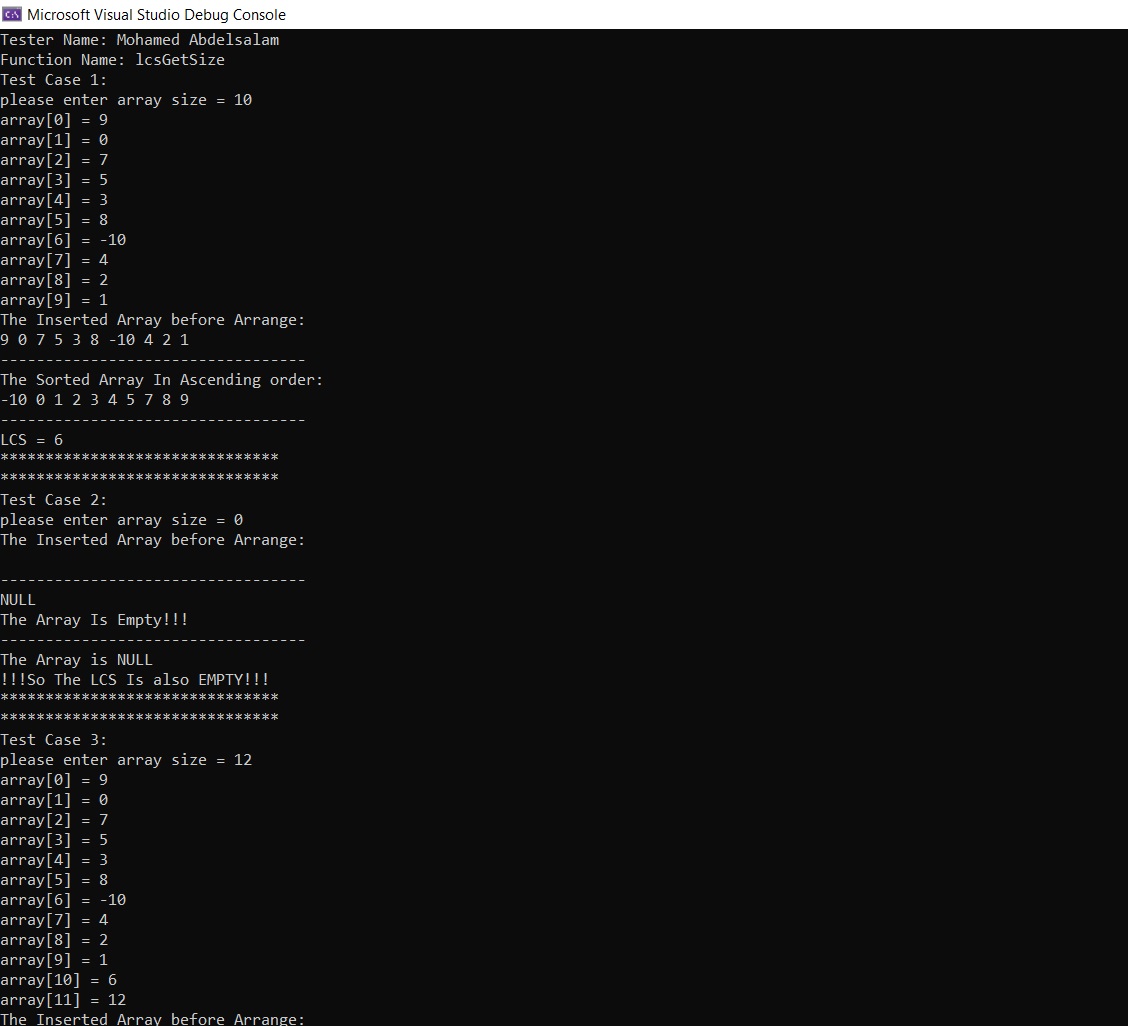 Microsoft Visual Studio Debug Console
Tester Name: Mohamed Abdelsalam
Function Name: lcsGetSize
Test Case 1:
please enter array size = 10
array[0] = 9
array[1] = 0
array[2] = 7
array[3] = 5
array[4] = 3
array[5] = 8
array[6] = -10
array[7] = 4
array[8] = 2
array[9] = 1
The Inserted Array before Arrange:
9 0 7 5 3 8 -10 4 2 1
----------------------------------
The Sorted Array In Ascending order:
-10 0 1 2 3 4 5 7 8 9
----------------------------------
LCS = 6
*******************************
*******************************
Test Case 2:
please enter array size = 0
The Inserted Array before Arrange:
----------------------------------
NULL
The Array Is Empty!!!
----------------------------------
The Array is NULL
!!!So The LCS Is also EMPTY!!!
*******************************
*******************************
Test Case 3:
please enter array size = 12
array[0] = 9
array[1] = 0
array[2] = 7
array[3] = 5
array[4] = 3
array[5] = 8
array[6] = -10
array[7] = 4
array[8] = 2
array[9] = 1
array[10] = 6
array[11] = 12
The Inserted Array before Arrange: